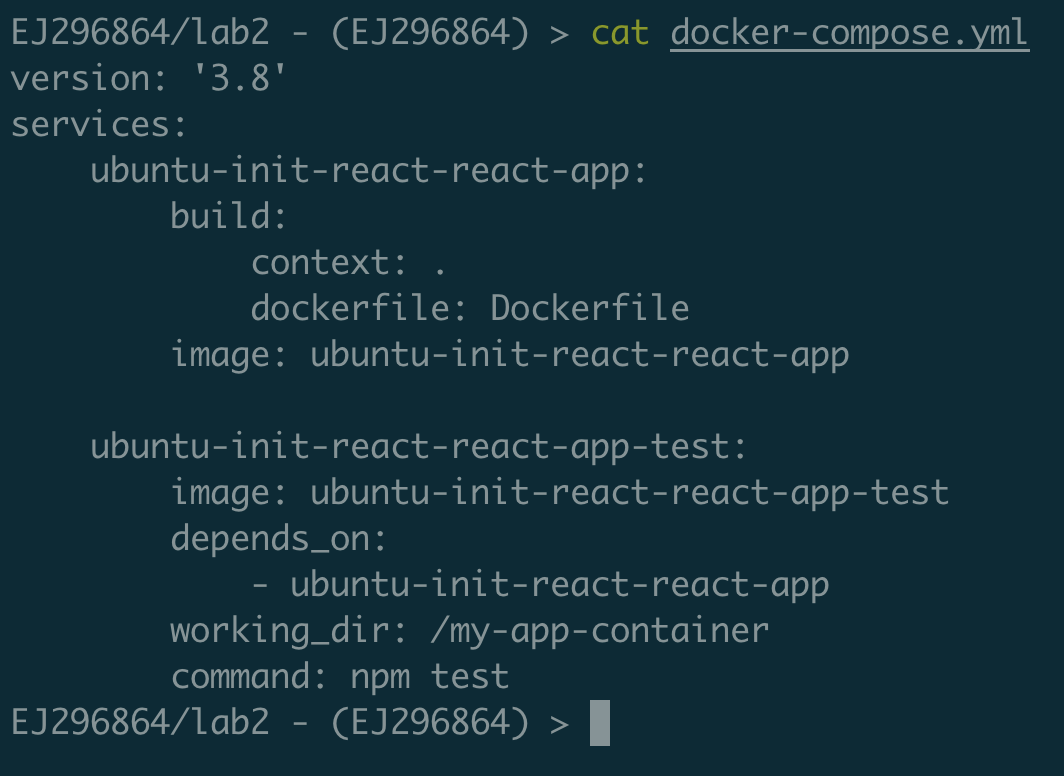 EJ296864/lab2 - (EJ296864) > cat docker-compose.yml
version: '3.8'
services:
    ubuntu-init-react-react-app:
        build:
            context: .
            dockerfile: Dockerfile
        image: ubuntu-init-react-react-app

    ubuntu-init-react-react-app-test:
        image: ubuntu-init-react-react-app-test
        depends_on:
            - ubuntu-init-react-react-app
        working_dir: /my-app-container
        command: npm test
EJ296864/lab2 - (EJ296864) >